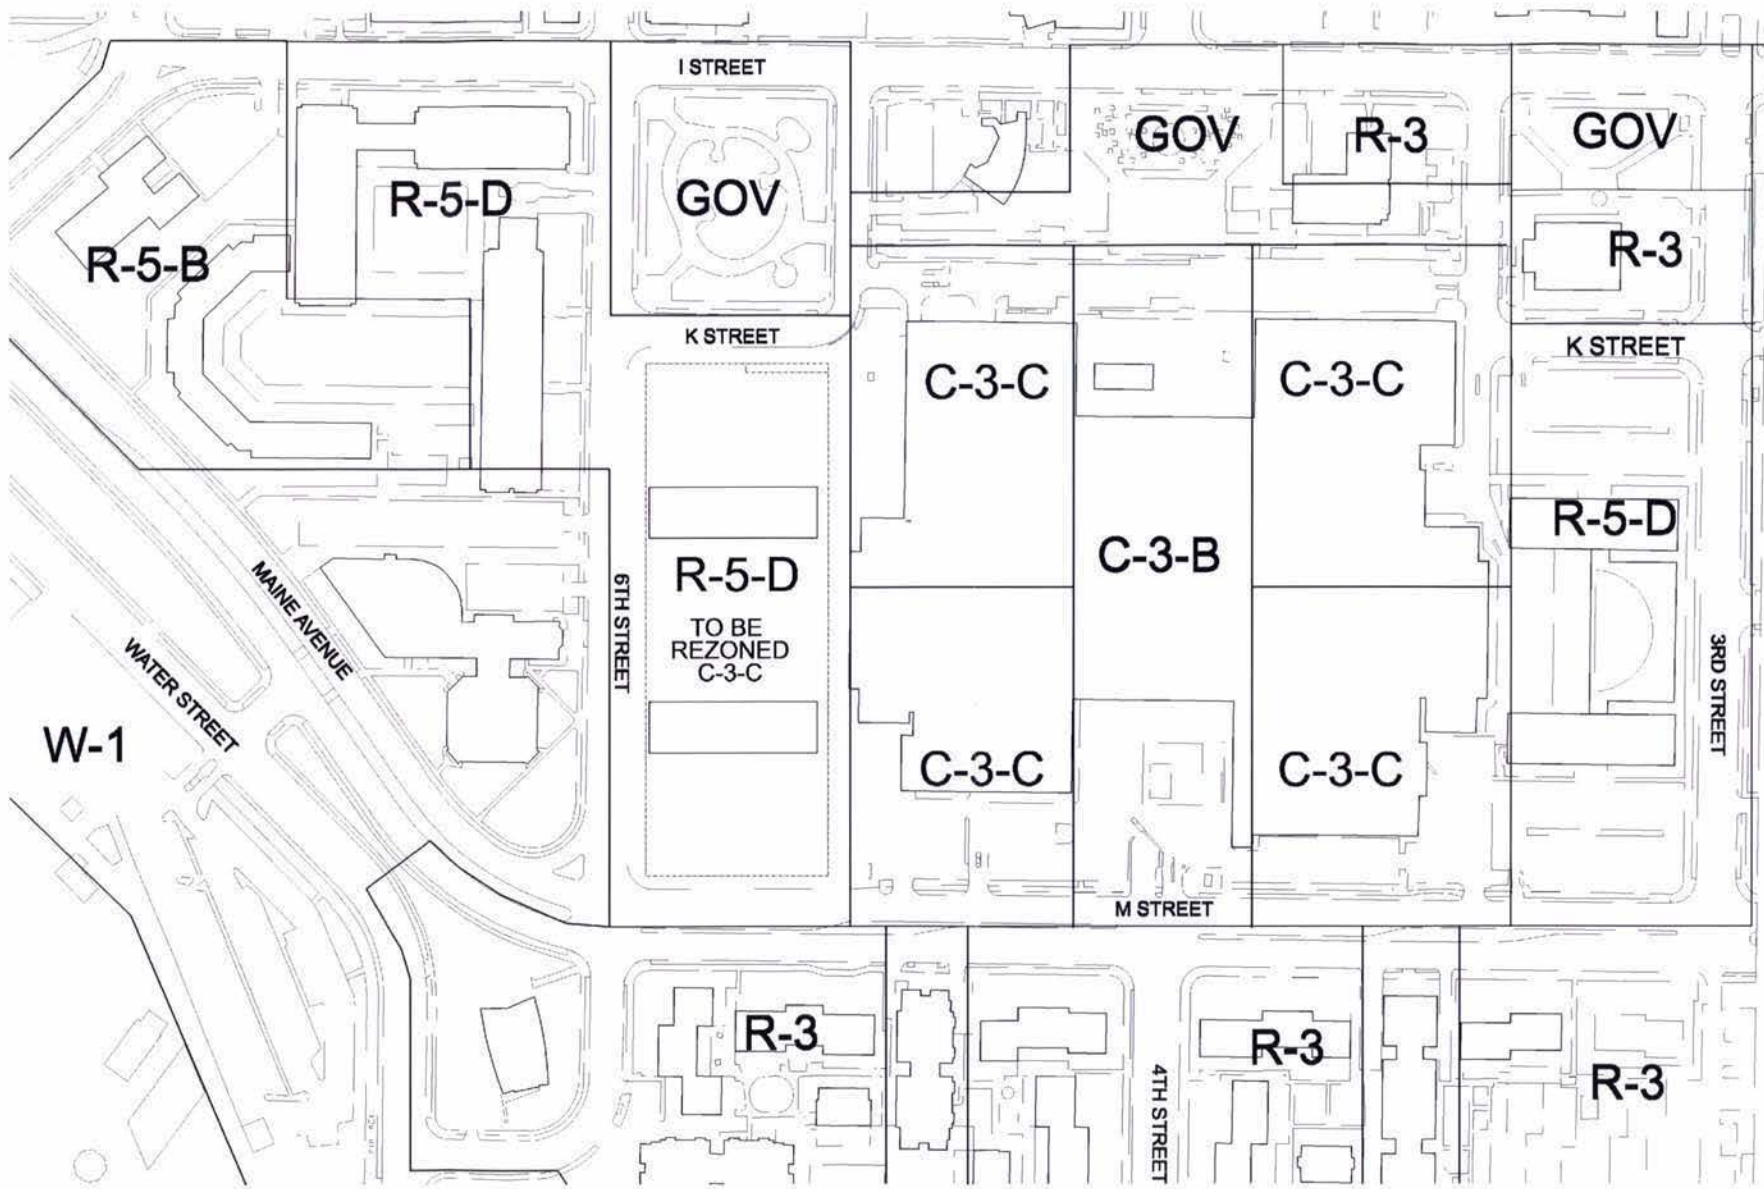 I STREET
GOV
R-3
GOV
R-5-D
GOV
R-5-B
R-3
K STREET
K STREET
C-3-C
C-3-C
R-5-D
C-3-B
R-5-D
TO BE
REZONED
C-3-C
6TH STREET
MAINE AVENUE
WATER STREET
3RD STREET
W-1
C-3-C
C-3-C
M STREET
R-3
R-3
R-3
4TH STREET